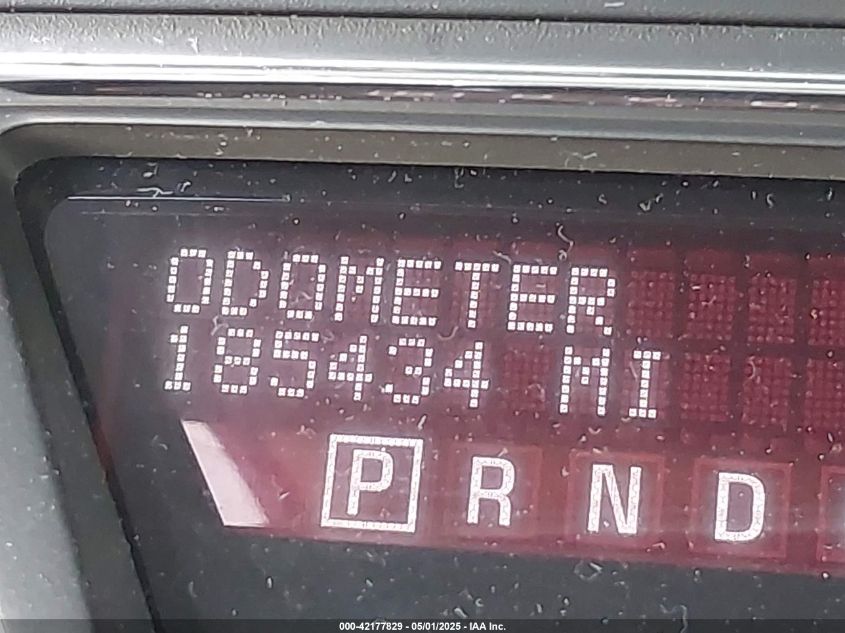 ODOMETER
185434 MI
P R N D
000-42177829 - 05/01/2025 - IAA Inc.